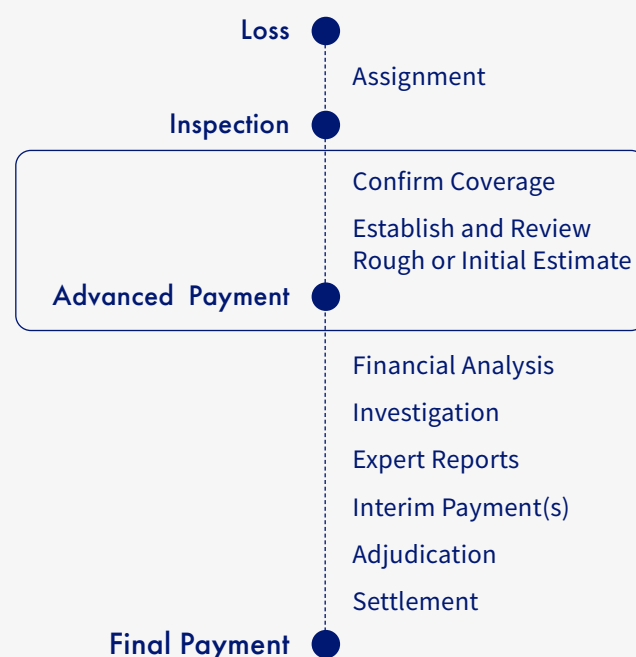 Loss
Assignment
Inspection
Confirm Coverage
Establish and Review
Rough or Initial Estimate
Advanced Payment
Financial Analysis
Investigation
Expert Reports
Interim Payment(s)
Adjudication
Settlement
Final Payment